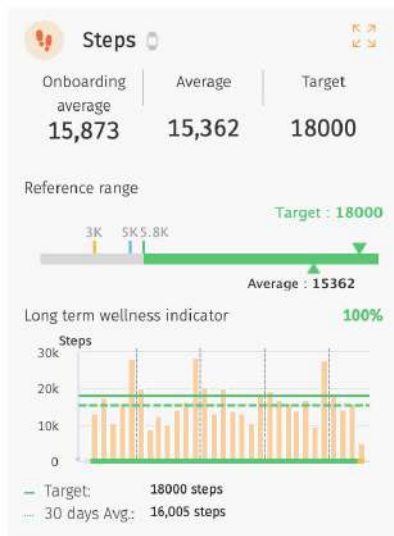 Steps
Onboarding average
Average
Target
15,873
15,362
18000
Reference range
Target : 18000
3K 5K 5.8K
Average : 15362
Long term wellness indicator 100%
Steps
30k
20k
10k
0
Target: 18000 steps
30 days Avg.: 16,005 steps